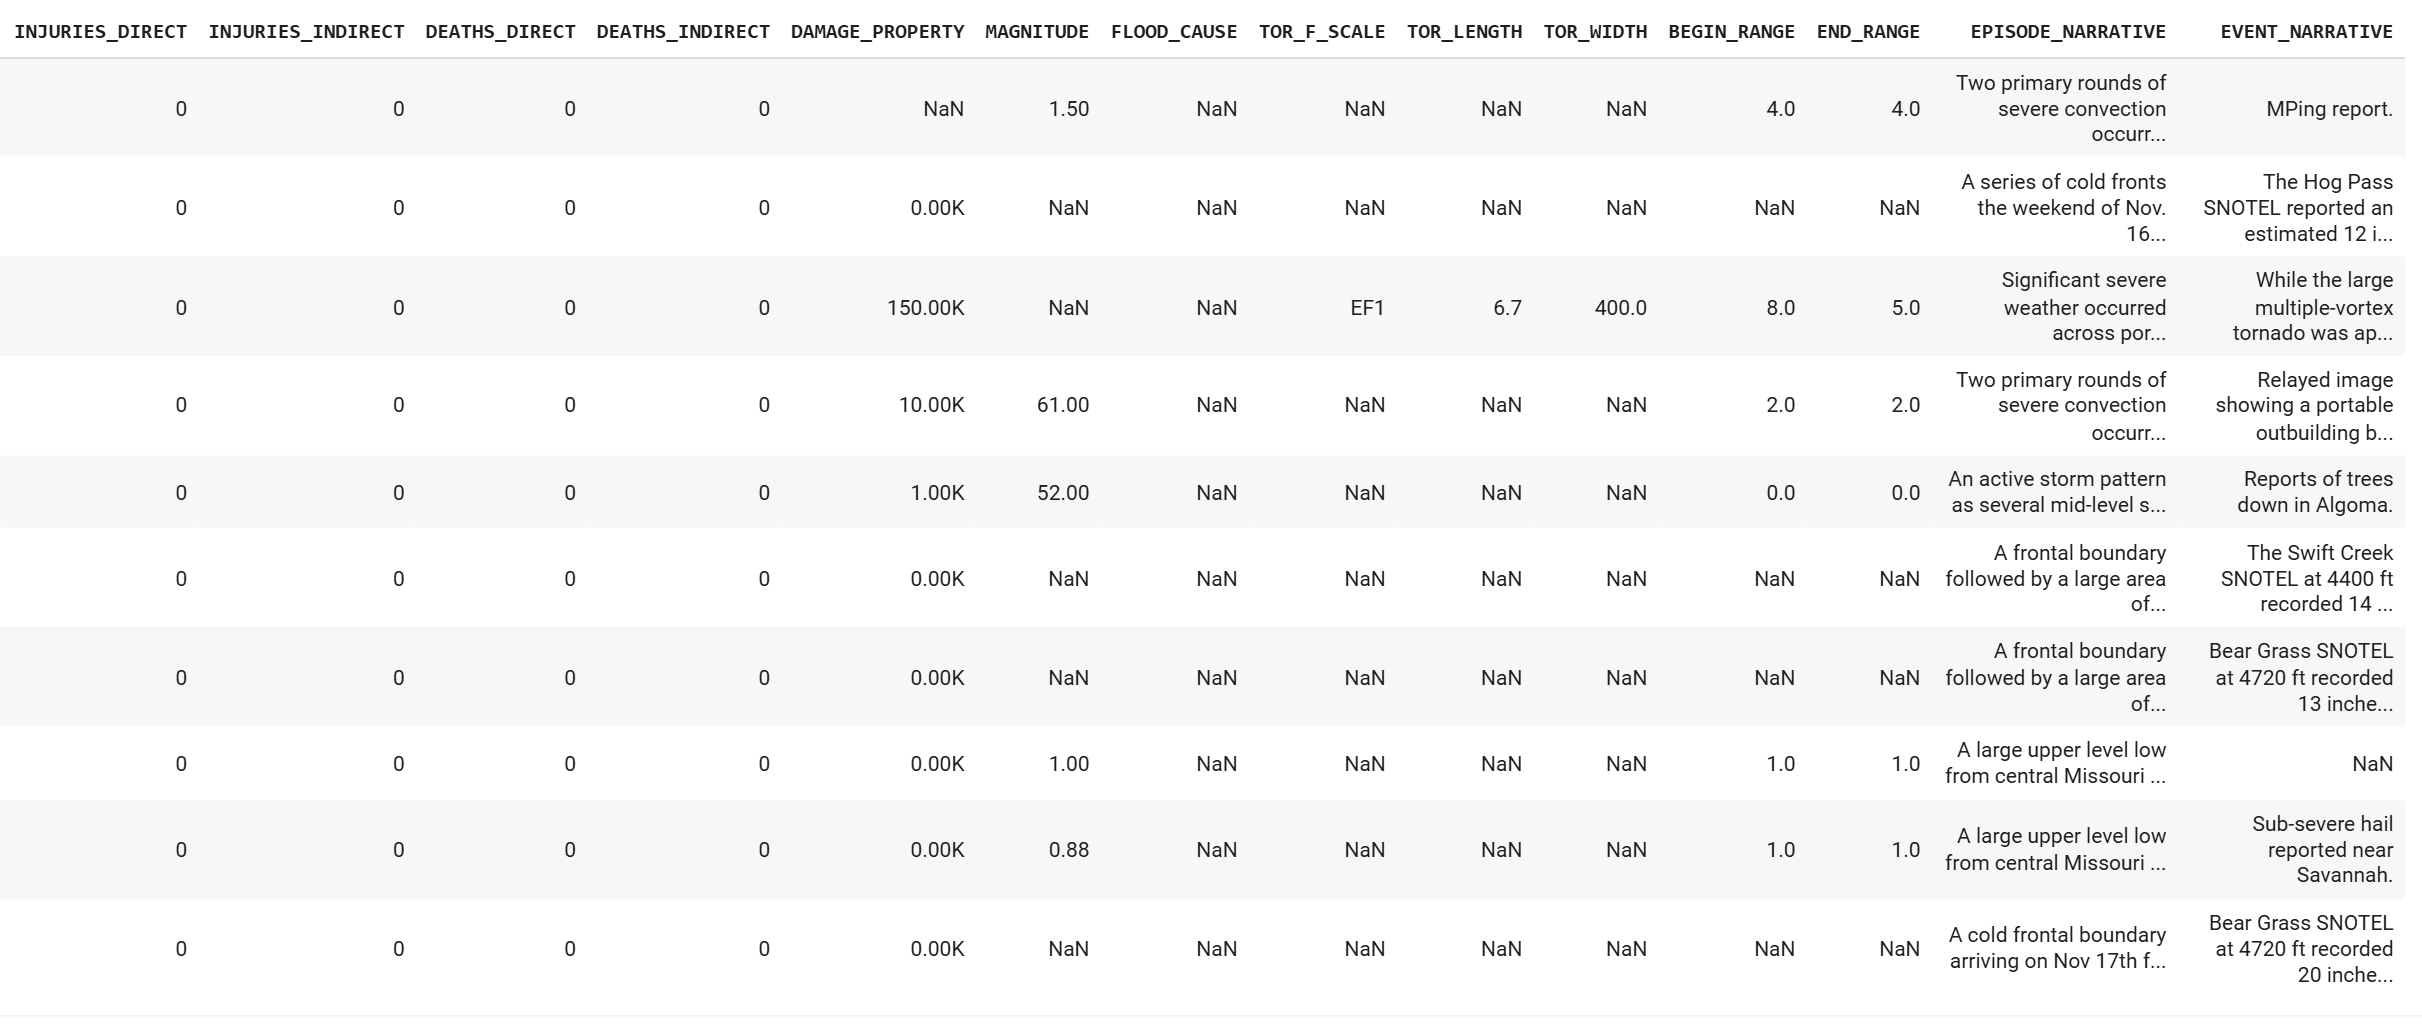 INJURIES_DIRECT INJURIES_INDIRECT DEATHS_DIRECT DEATHS_INDIRECT DAMAGE_PROPERTY MAGNITUDE FLOOD_CAUSE TOR_F_SCALE TOR_LENGTH TOR_WIDTH BEGIN_RANGE END_RANGE EPISODE_NARRATIVE EVENT_NARRATIVE
Two primary rounds of
0 0 0 0 NaN 1.50 NaN NaN NaN NaN 4.0 4.0 severe convection MPing report.
occurr...
A series of cold fronts The Hog Pass
0 0 0 0 0.00K NaN NaN NaN NaN NaN NaN NaN the weekend of Nov. SNOTEL reported an
16... estimated 12 i...
Significant severe While the large
0 0 0 0 150.00K NaN NaN EF1 6.7 400.0 8.0 5.0 weather occurred multiple-vortex
across por... tornado was ap...
Two primary rounds of Relayed image
0 0 0 0 10.00K 61.00 NaN NaN NaN NaN 2.0 2.0 severe convection showing a portable
occurr... outbuilding b...
An active storm pattern Reports of trees
0 0 0 0 1.00K 52.00 NaN NaN NaN NaN 0.0 0.0 as several mid-level s... down in Algoma.
A frontal boundary The Swift Creek
0 0 0 0 0.00K NaN NaN NaN NaN NaN NaN NaN followed by a large area SNOTEL at 4400 ft
of... recorded 14 ...
A frontal boundary Bear Grass SNOTEL
0 0 0 0 0.00K NaN NaN NaN NaN NaN NaN NaN followed by a large area at 4720 ft recorded
of... 13 inche...
A large upper level low
0 0 0 0 0.00K 1.00 NaN NaN NaN NaN 1.0 1.0 from central Missouri ... NaN
Sub-severe hail
0 0 0 0 0.00K 0.88 NaN NaN NaN NaN 1.0 1.0 A large upper level low reported near
from central Missouri ... Savannah.
Bear Grass SNOTEL
0 0 0 0 0.00K NaN NaN NaN NaN NaN NaN NaN A cold frontal boundary at 4720 ft recorded
arriving on Nov 17th f... 20 inche...